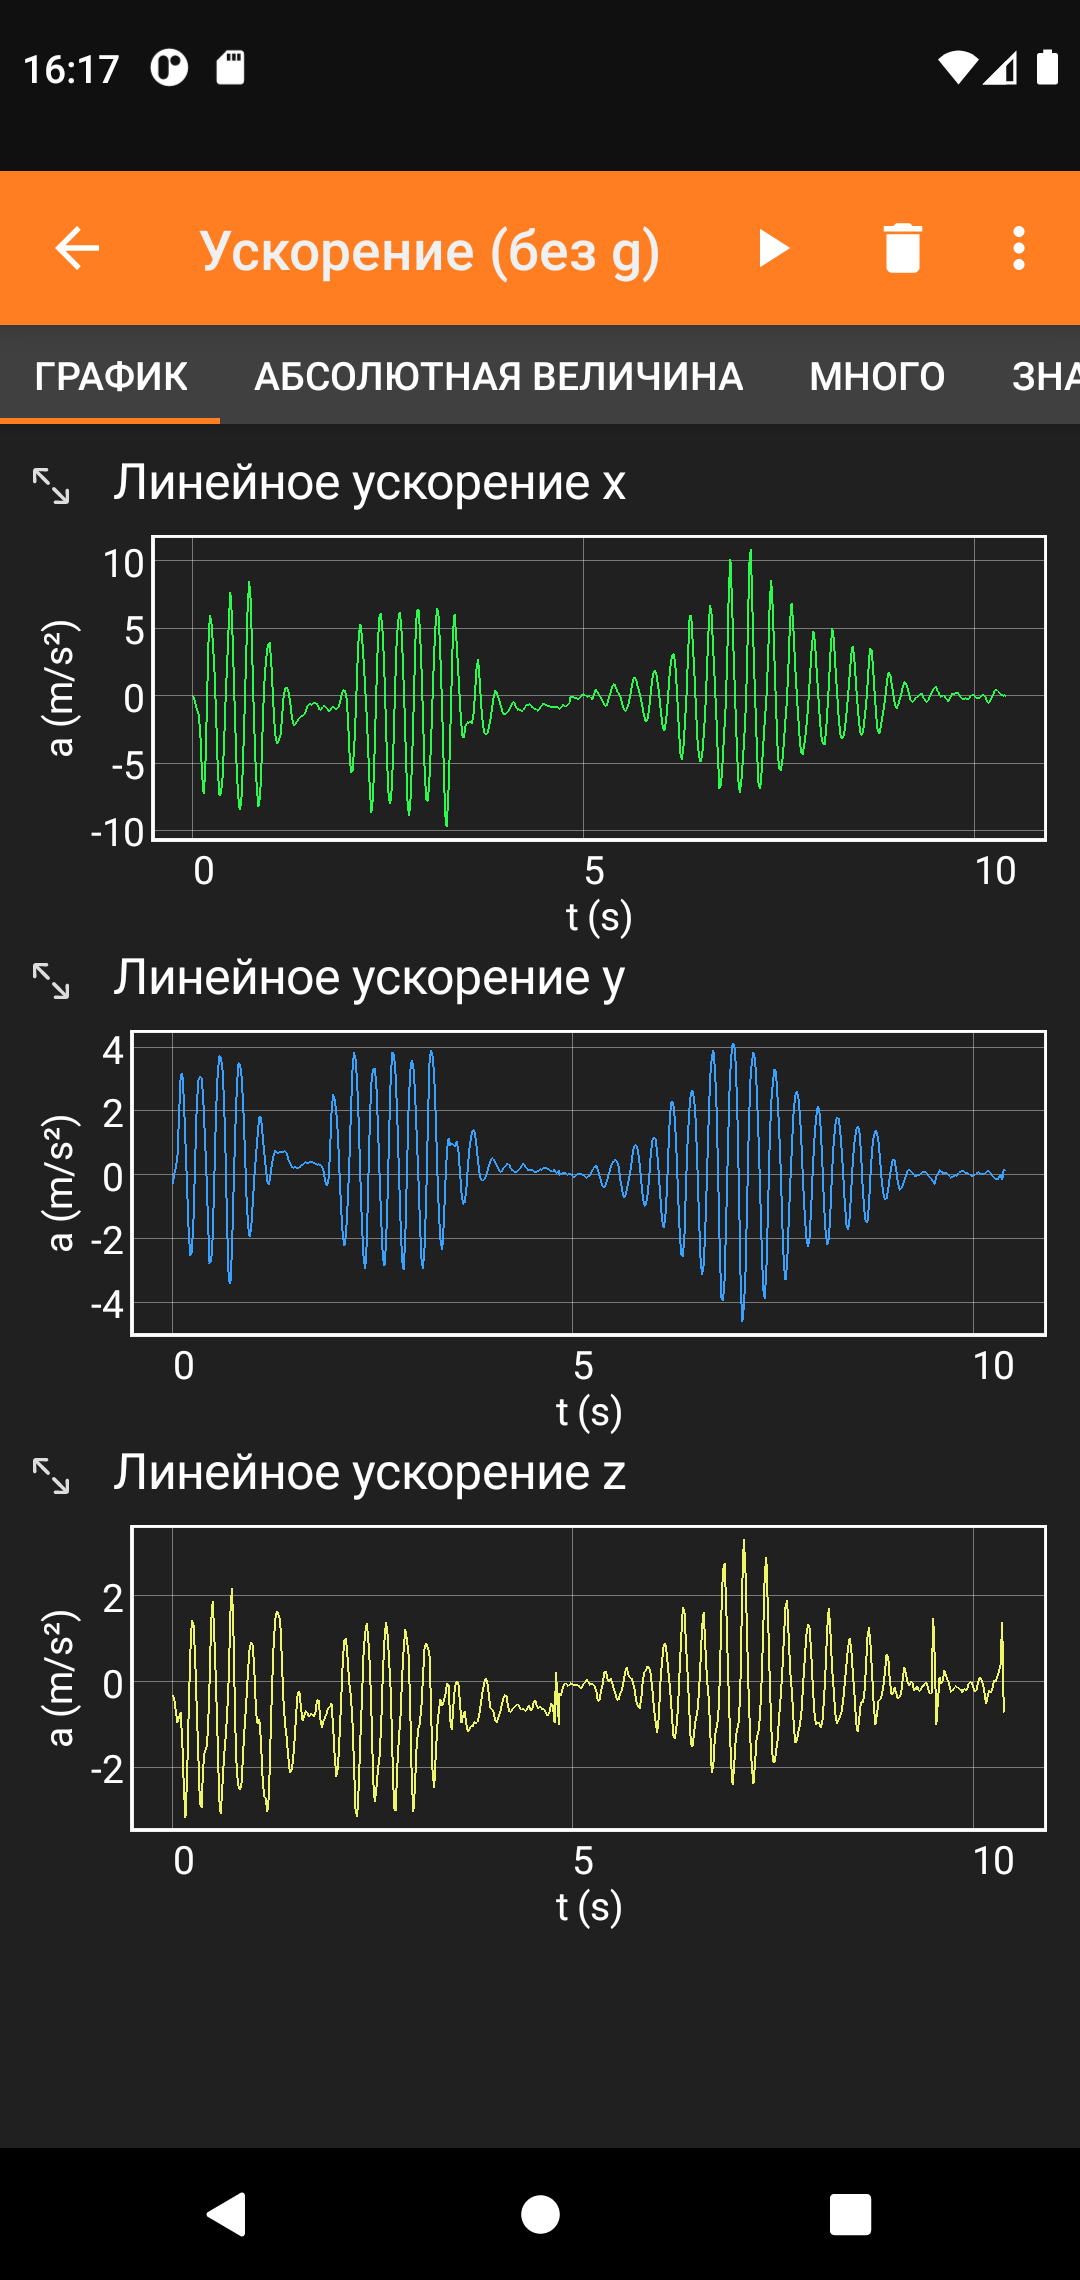 16:17
Ускорение (без g)
ГРАФИК АБСОЛЮТНАЯ ВЕЛИЧИНА МНОГО ЗНА
Линейное ускорение x
a (m/s²)
10
5
0
-5
-10
0 5 10
t (s)
Линейное ускорение y
a (m/s²)
4
2
0
-2
-4
0 5 10
t (s)
Линейное ускорение z
a (m/s²)
2
0
-2
0 5 10
t (s)